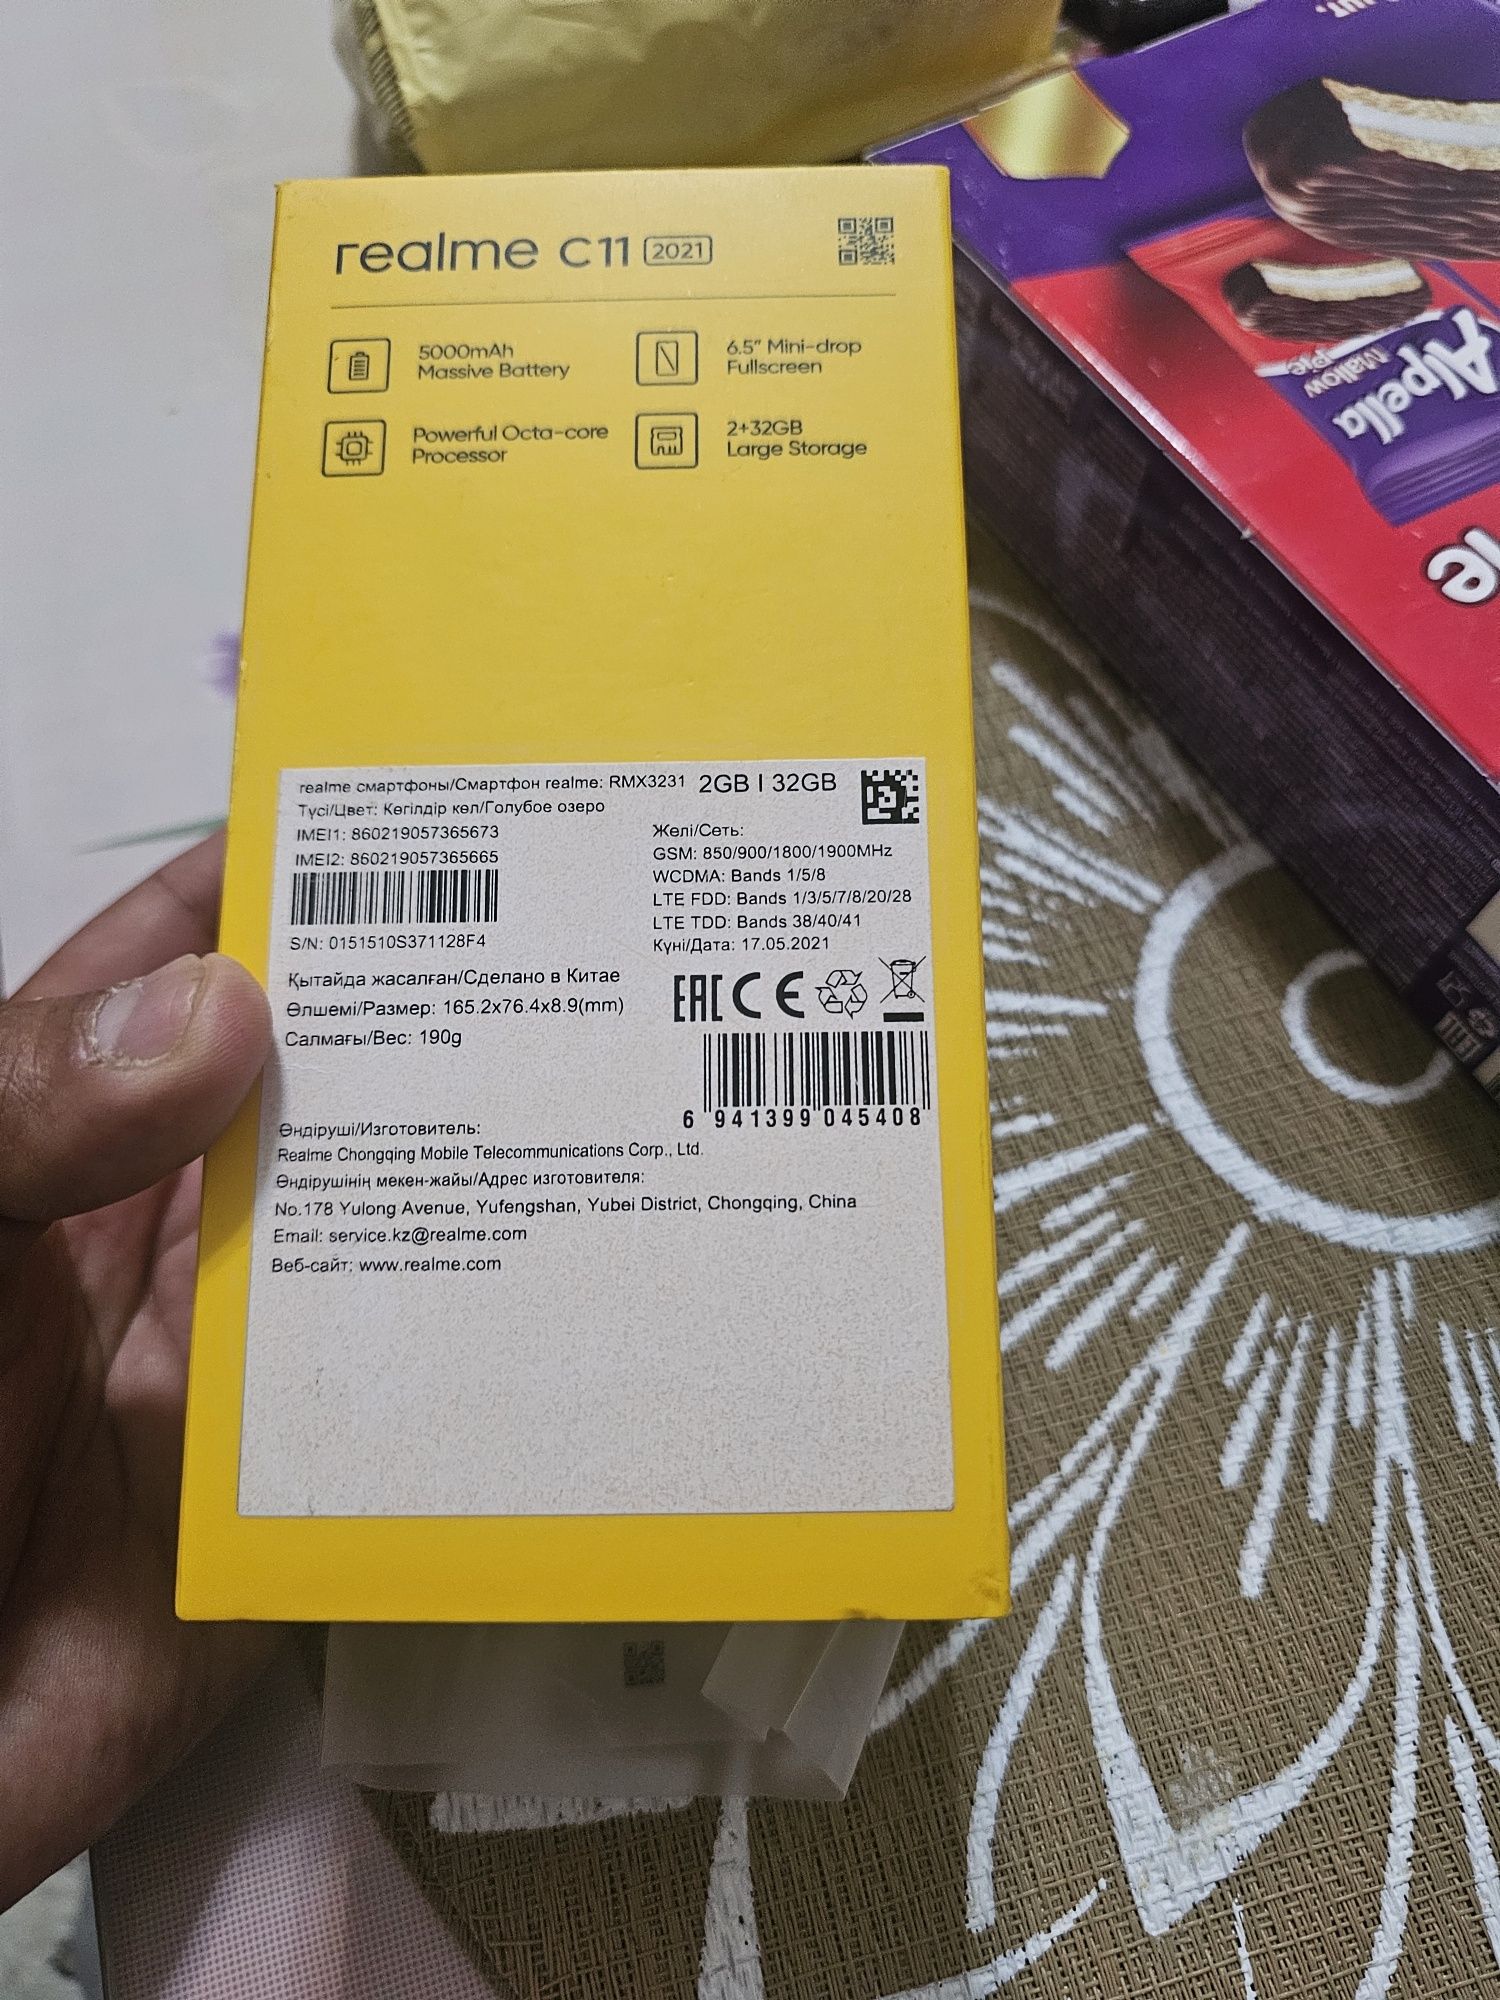 realme C11 2021
5000mAh
Massive Battery
6.5” Mini-drop
Fullscreen
Powerful Octa-core
Processor
2+32GB
Large Storage
realme смартфоны/Смартфон realme: RMX3231 2GB | 32GB
Түсі/Цвет: Көгілдір көл/Голубое озеро
IMEI1: 860219057365673
IMEI2: 860219057365665
S/N: 0151510S371128F4
Желі/Сеть:
GSM: 850/900/1800/1900MHz
WCDMA: Bands 1/5/8
LTE FDD: Bands 1/3/5/7/8/20/28
LTE TDD: Bands 38/40/41
Күні/Дата: 17.05.2021
Қытайда жасалған/Сделано в Китае
Өлшемі/Размер: 165.2x76.4x8.9(mm)
Салмағы/Вес: 190g
EAC CE
6 941399 045408
Өндіруші/Изготовитель:
Realme Chongqing Mobile Telecommunications Corp., Ltd.
Өндірушінің мекен-жайы/Адрес изготовителя:
No.178 Yulong Avenue, Yufengshan, Yubei District, Chongqing, China
Email: service.kz@realme.com
Веб-сайт: www.realme.com
Alpella
Mallow
Pie